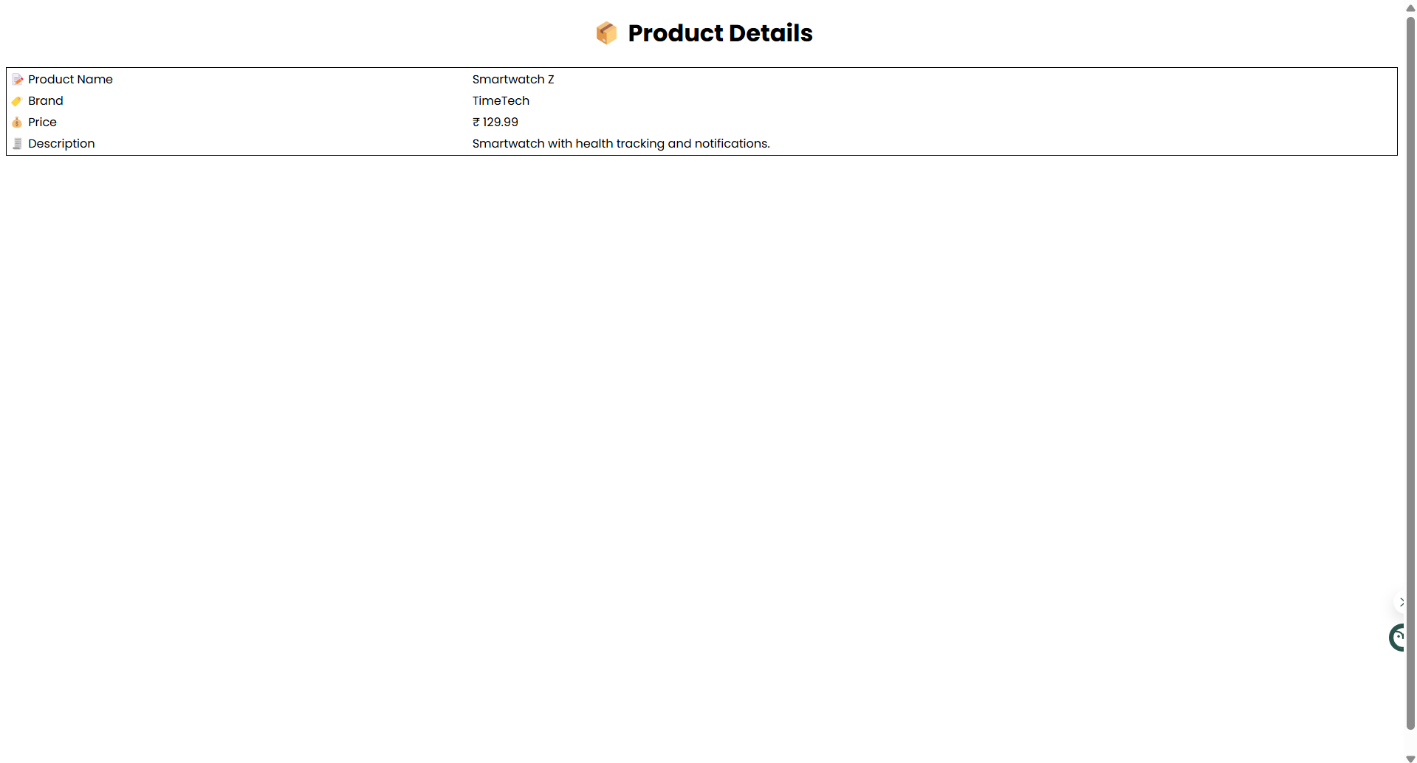 📦 Product Details
📝 Product Name Smartwatch Z
🏷️ Brand TimeTech
💰 Price ₹ 129.99
🧾 Description Smartwatch with health tracking and notifications.